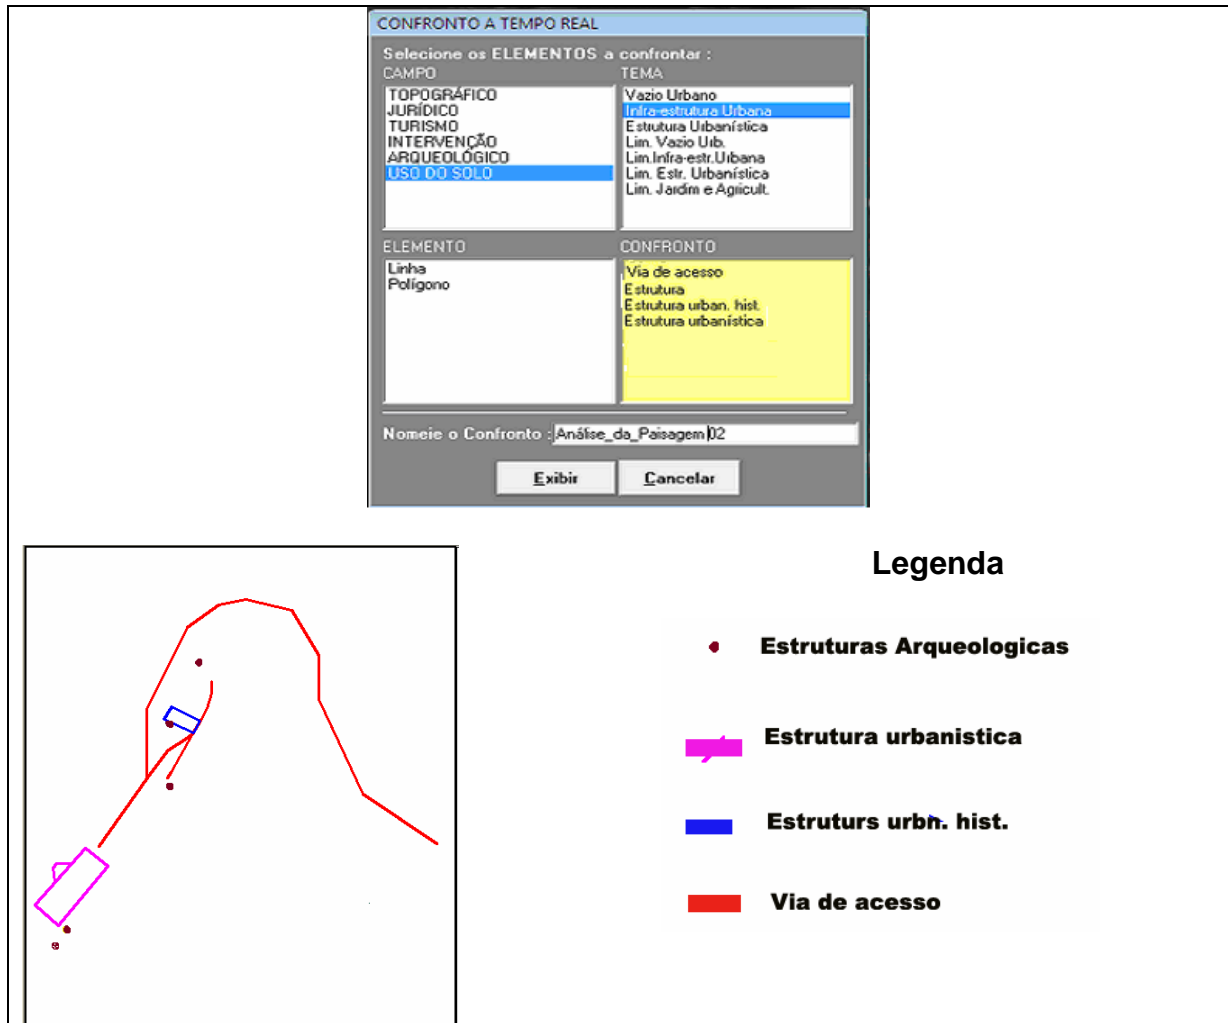 CONFRONTO A TEMPO REAL
Selecione os ELEMENTOS a confrontar :
CAMPO
TOPOGRÁFICO
JURÍDICO
TURISMO
INTERVENÇÃO
ARQUEOLÓGICO
USO DO SOLO
TEMA
Vazio Urbano
Infra-estrutura Urbana
Estrutura Urbanística
Lim. Vazio Urb.
Lim.Infra-estr.Urbana
Lim. Estr. Urbanística
Lim. Jardim e Agricult.
ELEMENTO
Linha
Polígono
CONFRONTO
Via de acesso
Estrutura
Estrutura urban. hist.
Estrutura urbanística
Nomeie o Confronto : Análise_da_Paisagem 02
Exibir
Cancelar
Legenda
Estruturas Arqueologicas
Estrutura urbanistica
Estruturs urbn. hist.
Via de acesso